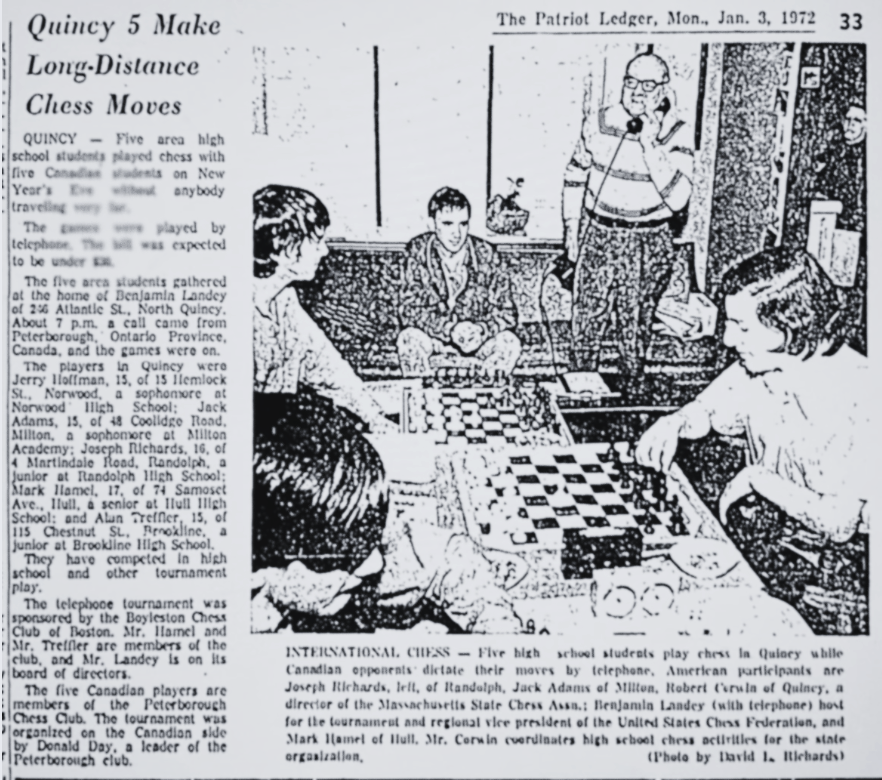 Quincy 5 Make
Long-Distance
Chess Moves
The Patriot Ledger, Mon., Jan. 3, 1972 33
QUINCY — Five area high
school students played chess with
five Canadian students on New
Year's Eve without anybody
traveling very far.
The games were played by
telephone. The bill was expected
to be under
The five area students gathered
at the home of Benjamin Landey
of Atlantic St., North Quincy.
About 7 p.m. a call came from
Peterborough, Ontario Province,
Canada, and the games were on.
The players in Quincy were
Jerry Hoffman, 15, of 15 Hemlock
St., Norwood, a sophomore at
Norwood High School; Jack
Adams, 15, of 48 Coolidge Road,
Milton, a sophomore at Milton
Academy; Joseph Richards, 16, of
4 Martindale Road, Randolph, a
junior at Randolph High School;
Mark Hamel, 17, of 74 Samoset
Ave., Hull, a senior at Hull High
School; and Alan Treffler, 15, of
115 Chestnut St., Brookline, a
junior at Brookline High School.
They have competed in high
school and other tournament
play.
The telephone tournament was
sponsored by the Boyleston Chess
Club of Boston. Mr. Hamel and
Mr. Treffler are members of the
club, and Mr. Landey is on its
board of directors.
The five Canadian players are
members of the Peterborough
Chess Club. The tournament was
organized on the Canadian side
by Donald Day, a leader of the
Peterborough club.
INTERNATIONAL CHESS — Five high school students play chess in Quincy while
Canadian opponents dictate their moves by telephone. American participants are
Joseph Richards, left, of Randolph, Jack Adams of Milton, Robert Corwin of Quincy, a
director of the Massachusetts State Chess Assn.; Benjamin Landey (with telephone) host
for the tournament and regional vice president of the United States Chess Federation, and
Mark Hamel of Hull. Mr. Corwin coordinates high school chess activities for the state
organization. (Photo by David L. Richards)